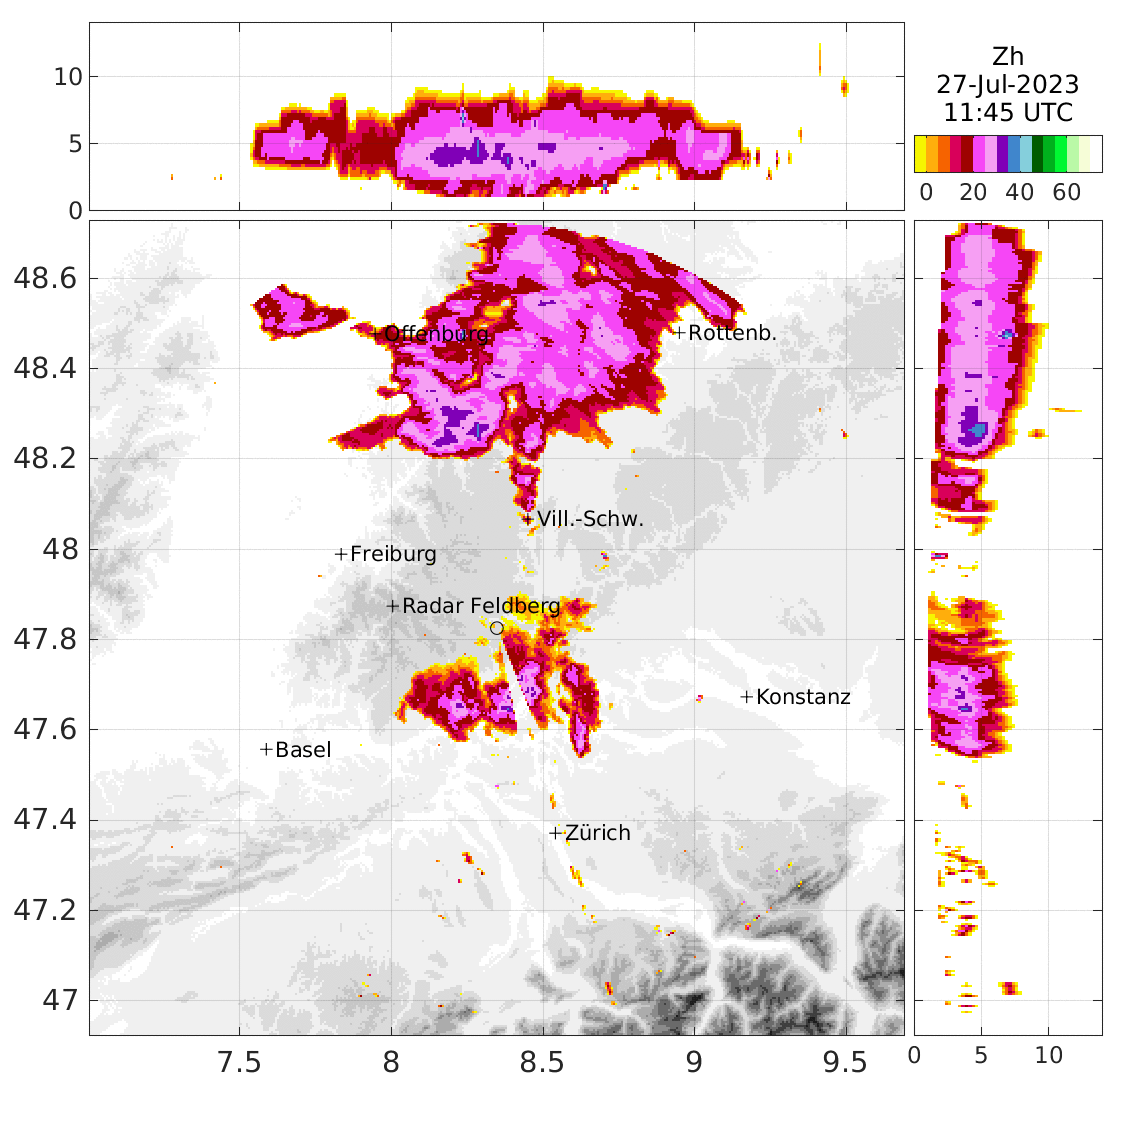 Zh
27-Jul-2023
11:45 UTC
10
5
0
0 20 40 60
48.6
48.4
48.2
48
47.8
47.6
47.4
47.2
47
Offenburg
Rottenb.
Vill.-Schw.
Freiburg
Radar Feldberg
Konstanz
Basel
Zürich
7.5 8 8.5 9 9.5
0 5 10